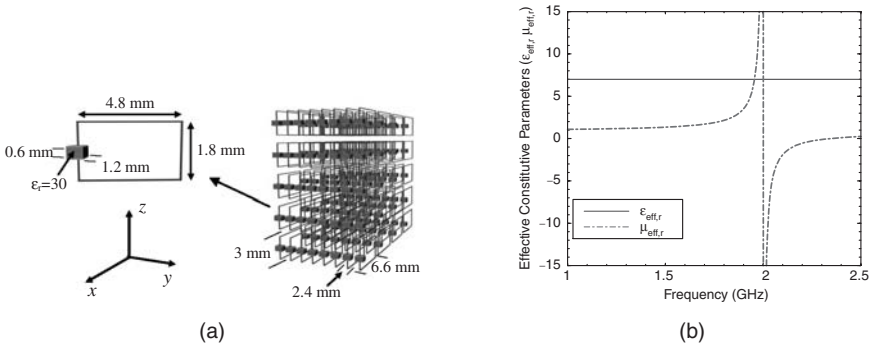 4.8 mm
0.6 mm
1.2 mm
1.8 mm
εr=30
z
x
y
3 mm
2.4 mm
6.6 mm
(a)
Effective Constitutive Parameters (εeff,r μeff,r)
15
10
5
0
−5
−10
−15
εeff,r
μeff,r
1
1.5
2
2.5
Frequency (GHz)
(b)